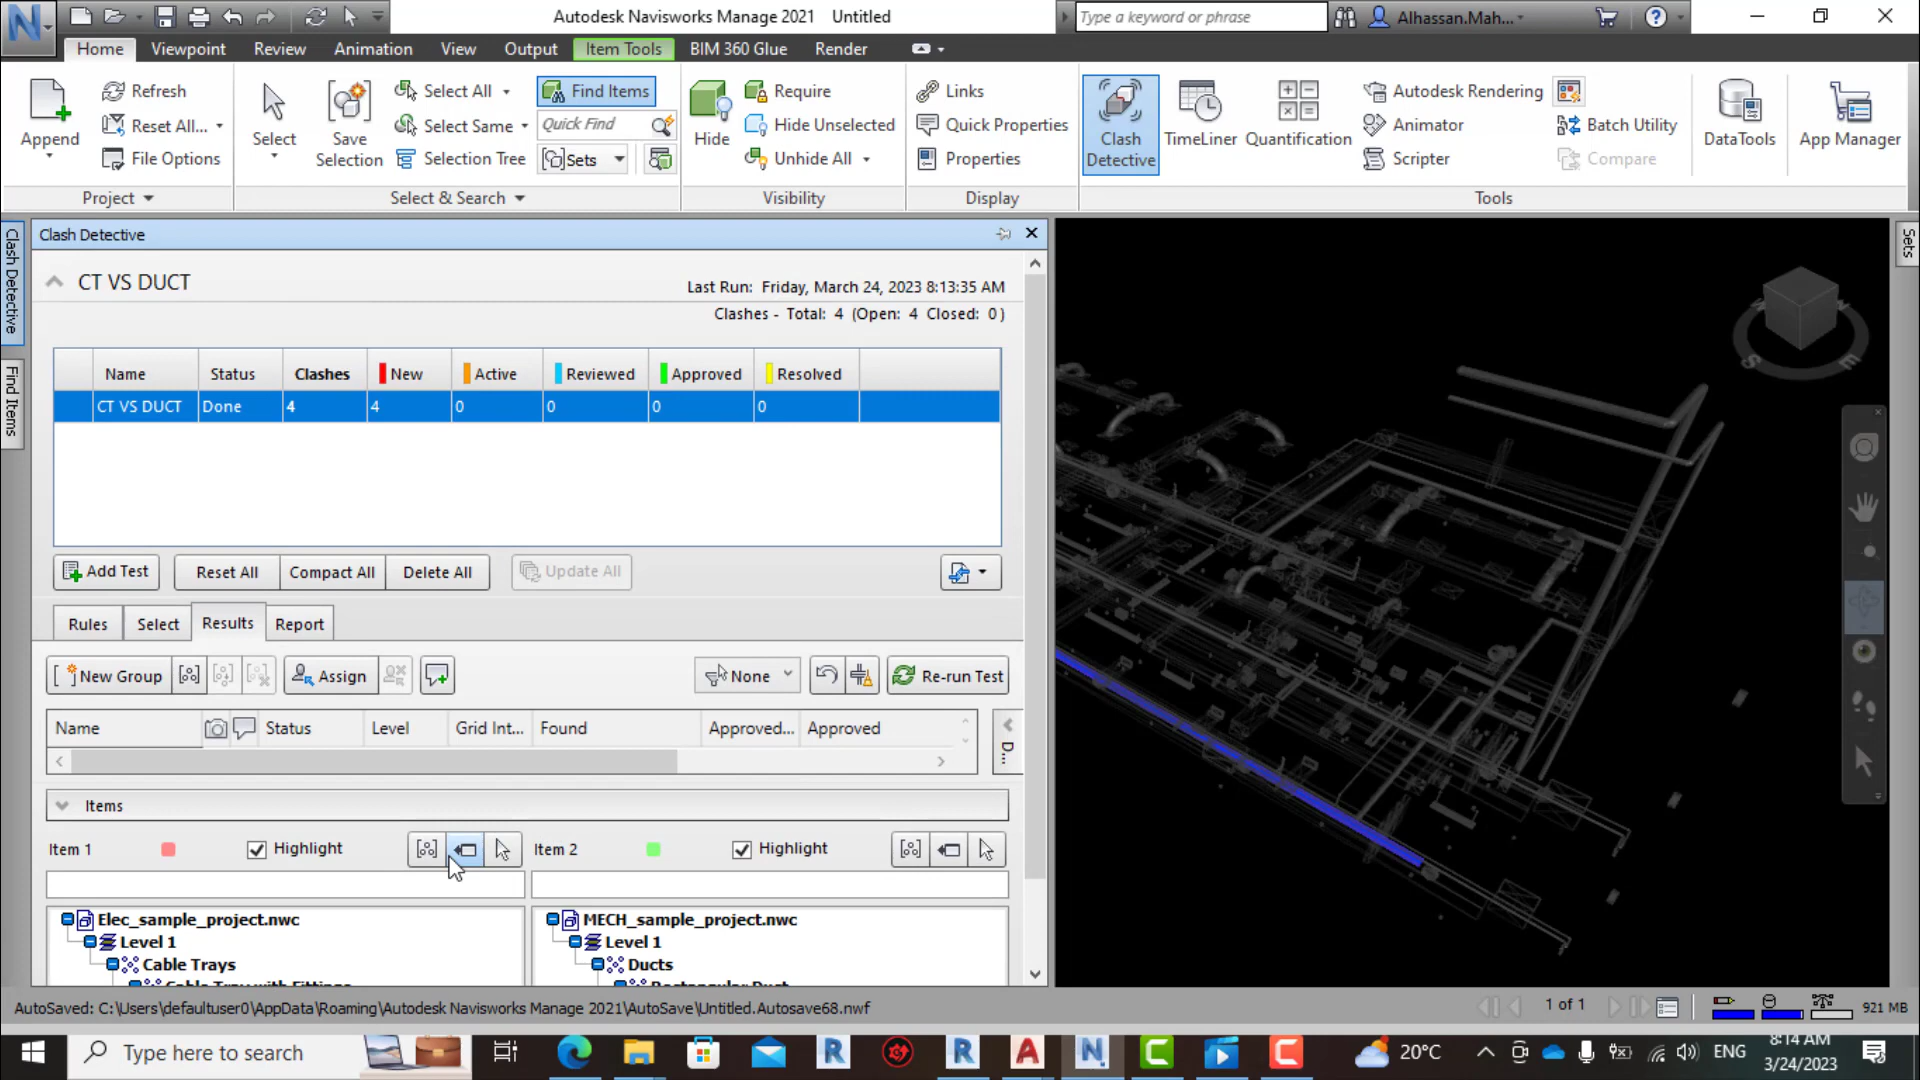 Autodesk Navisworks Manage 2021 Untitled
Type a keyword or phrase
Alhassan.Mah...
Home Viewpoint Review Animation View Output Item Tools BIM 360 Glue Render
Append
Refresh
Reset All...
File Options
Project
Select
Save Selection
Select All
Select Same
Selection Tree
Find Items
Quick Find
Sets
Select & Search
Hide
Require
Hide Unselected
Unhide All
Visibility
Links
Quick Properties
Properties
Display
Clash Detective
TimeLiner
Quantification
Autodesk Rendering
Animator
Scripter
Batch Utility
Compare
DataTools
App Manager
Tools
Clash Detective
Find Items
Sets
Clash Detective
CT VS DUCT
Last Run: Friday, March 24, 2023 8:13:35 AM
Clashes - Total: 4 (Open: 4 Closed: 0 )
Name Status Clashes New Active Reviewed Approved Resolved
CT VS DUCT Done 4 4 0 0 0 0
Add Test Reset All Compact All Delete All Update All
Rules Select Results Report
New Group Assign None Re-run Test
Name Status Level Grid Int... Found Approved... Approved
D...
Items
Item 1 Highlight Item 2 Highlight
Elec_sample_project.nwc
Level 1
Cable Trays
Cable Tray with Fittings
MECH_sample_project.nwc
Level 1
Ducts
Rectangular Duct
S E
AutoSaved: C:\Users\defaultuser0\AppData\Roaming\Autodesk Navisworks Manage 2021\AutoSave\Untitled.Autosave68.nwf
1 of 1
921 MB
Type here to search
20°C
ENG
8:14 AM
3/24/2023